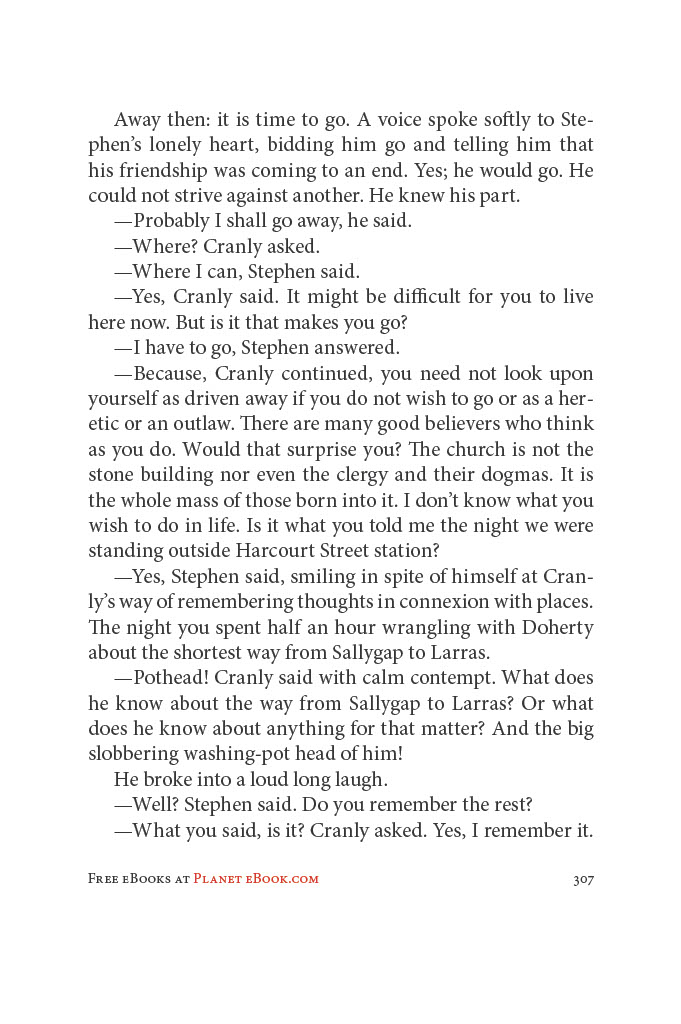 Away then: it is time to go. A voice spoke softly to Ste-
phen’s lonely heart, bidding him go and telling him that
his friendship was coming to an end. Yes; he would go. He
could not strive against another. He knew his part.
—Probably I shall go away, he said.
—Where? Cranly asked.
—Where I can, Stephen said.
—Yes, Cranly said. It might be difficult for you to live
here now. But is it that makes you go?
—I have to go, Stephen answered.
—Because, Cranly continued, you need not look upon
yourself as driven away if you do not wish to go or as a her-
etic or an outlaw. There are many good believers who think
as you do. Would that surprise you? The church is not the
stone building nor even the clergy and their dogmas. It is
the whole mass of those born into it. I don’t know what you
wish to do in life. Is it what you told me the night we were
standing outside Harcourt Street station?
—Yes, Stephen said, smiling in spite of himself at Cran-
ly’s way of remembering thoughts in connexion with places.
The night you spent half an hour wrangling with Doherty
about the shortest way from Sallygap to Larras.
—Pothead! Cranly said with calm contempt. What does
he know about the way from Sallygap to Larras? Or what
does he know about anything for that matter? And the big
slobbering washing-pot head of him!
He broke into a loud long laugh.
—Well? Stephen said. Do you remember the rest?
—What you said, is it? Cranly asked. Yes, I remember it.
Free eBooks at Planet eBook.com 307